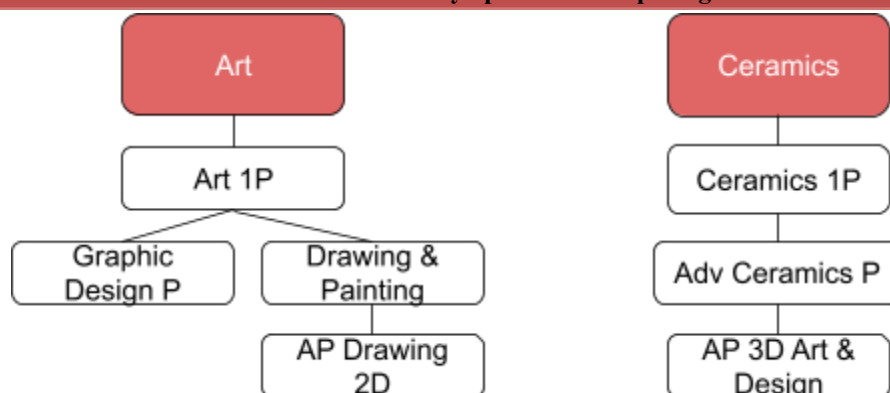 Art
Ceramics
Art 1P
Ceramics 1P
Graphic
Design P
Drawing &
Painting
Adv Ceramics P
AP Drawing
2D
AP 3D Art &
Design